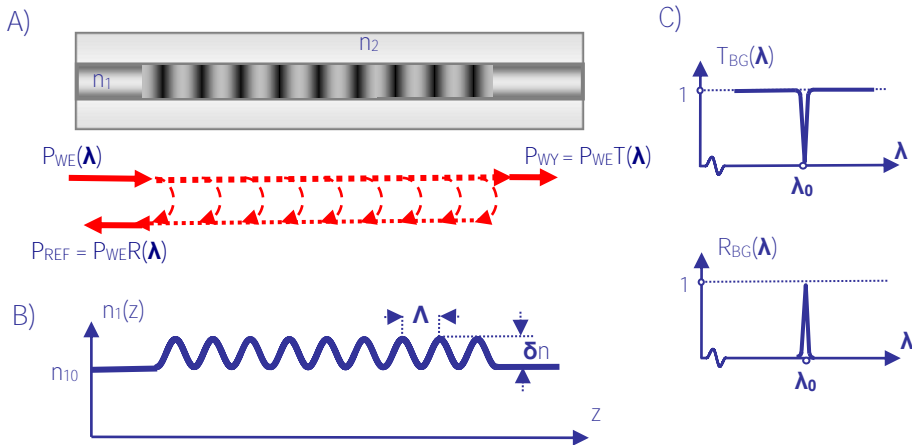 A)
n2
n1
PWE(λ)
PWY = PWET(λ)
PREF = PWER(λ)
B)
n1(z)
Λ
δn
n10
z
C)
TBG(λ)
1
λ
λ0
RBG(λ)
1
λ
λ0